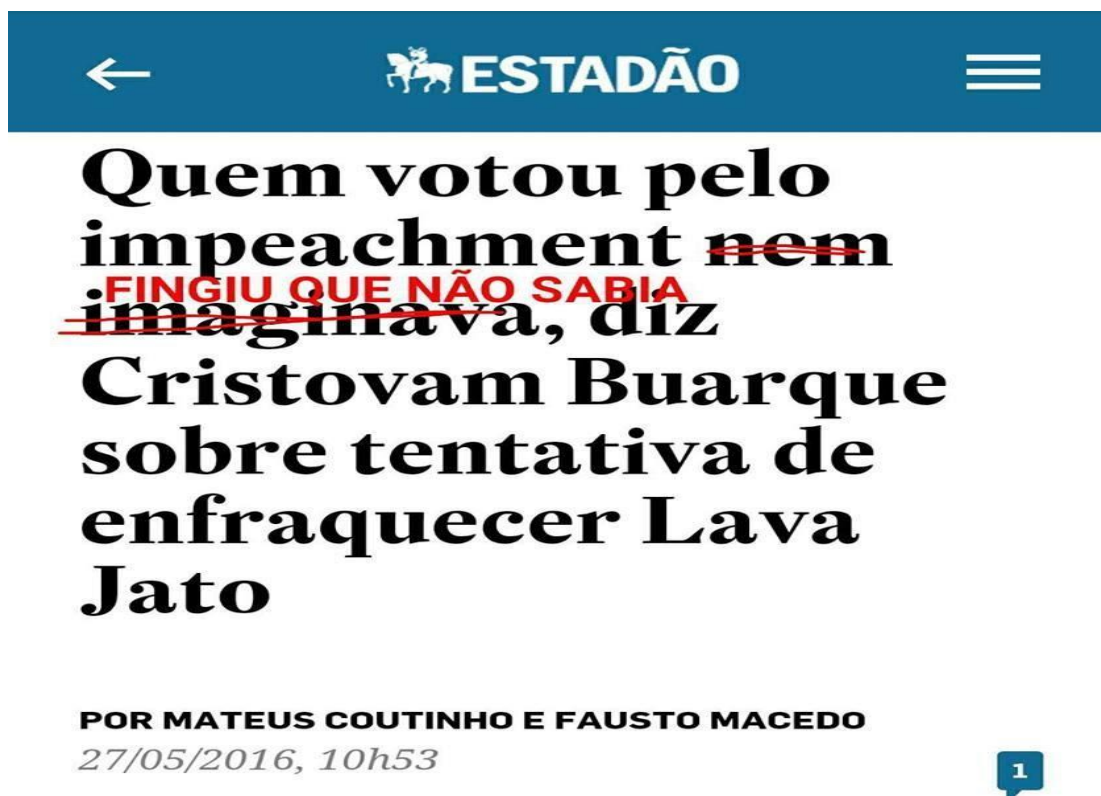 ESTADÃO
Quem votou pelo
impeachment nem
FINGIU QUE NÃO SABIA
imaginava, diz
Cristovam Buarque
sobre tentativa de
enfraquecer Lava
Jato
POR MATEUS COUTINHO E FAUSTO MACEDO
27/05/2016, 10h53
1